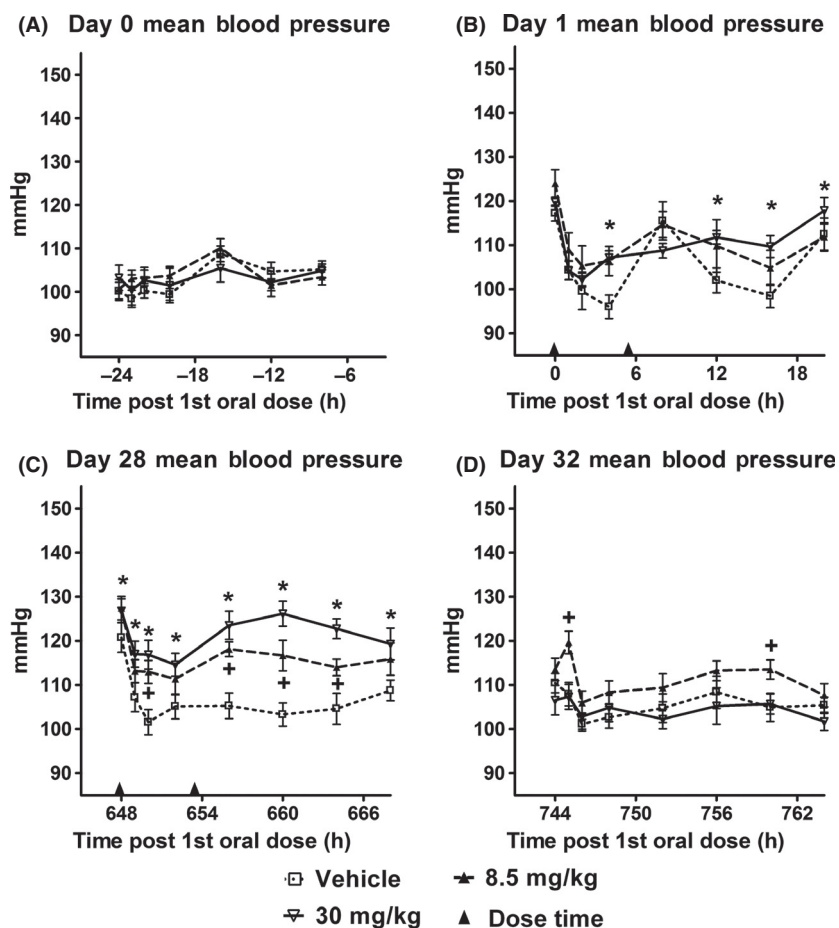 (A) Day 0 mean blood pressure
150
140
130
120
110
100
90
mmHg
–24 –18 –12 –6
Time post 1st oral dose (h)
(B) Day 1 mean blood pressure
150
140
130
120
110
100
90
mmHg
* * * *
0 6 12 18
Time post 1st oral dose (h)
(C) Day 28 mean blood pressure
150
140
130
120
110
100
90
mmHg
* * * * * * * *
+ + + +
648 654 660 666
Time post 1st oral dose (h)
(D) Day 32 mean blood pressure
150
140
130
120
110
100
90
mmHg
+ +
744 750 756 762
Time post 1st oral dose (h)
Vehicle 8.5 mg/kg
30 mg/kg Dose time